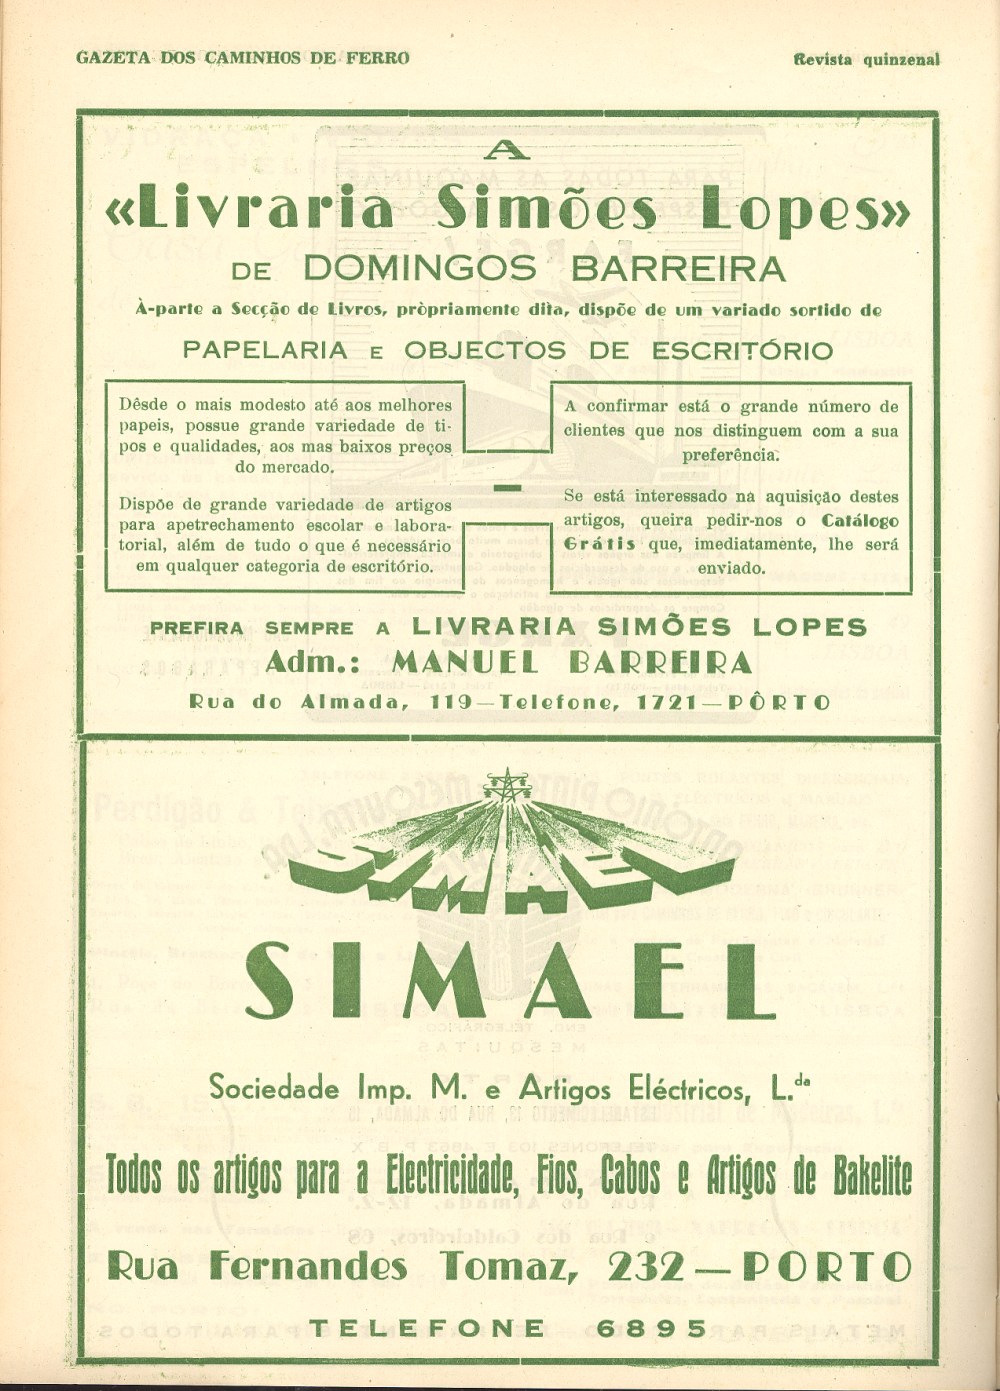 GAZETA DOS CAMINHOS DE FERRO
Revista quinzenal
A
«Livraria Simões Lopes»
DE DOMINGOS BARREIRA
À-parte a Secção de Livros, pròpriamente dita, dispõe de um variado sortido de
PAPELARIA E OBJECTOS DE ESCRITÓRIO
Dêsde o mais modesto até aos melhores
papeis, possue grande variedade de ti-
pos e qualidades, aos mas baixos preços
do mercado.
Dispõe de grande variedade de artigos
para apetrechamento escolar e labora-
torial, além de tudo o que é necessário
em qualquer categoria de escritório.
A confirmar está o grande número de
clientes que nos distinguem com a sua
preferência.
Se está interessado na aquisição destes
artigos, queira pedir-nos o Catálogo
Grátis que, imediatamente, lhe será
enviado.
PREFIRA SEMPRE A LIVRARIA SIMÕES LOPES
Adm.: MANUEL BARREIRA
Rua do Almada, 119—Telefone, 1721—PÔRTO
SIMAEL
SIMAEL
Sociedade Imp. M. e Artigos Eléctricos, L.da
Todos os artigos para a Electricidade, Fios, Cabos e Artigos de Bakelite
Rua Fernandes Tomaz, 232—PORTO
TELEFONE 6895